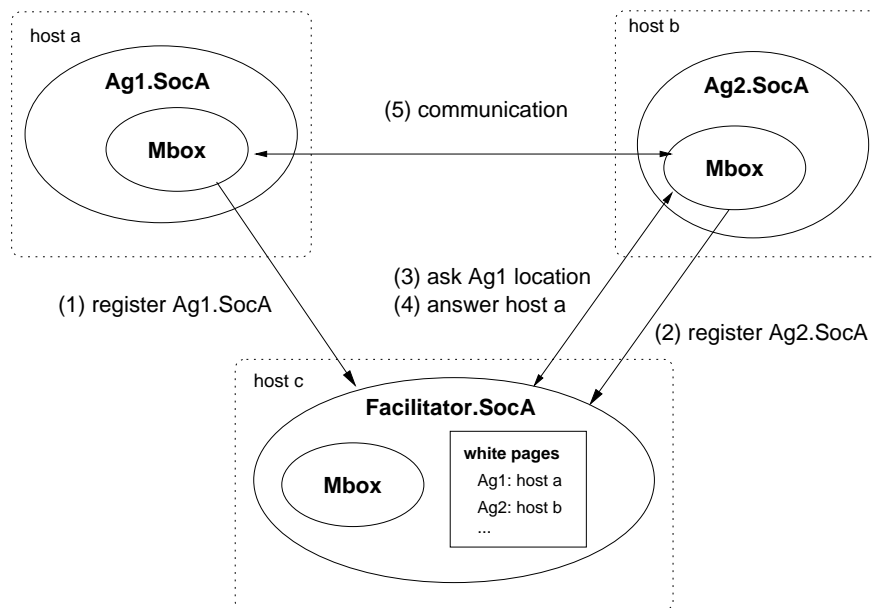 host a
Ag1.SocA
Mbox
(5) communication
host b
Ag2.SocA
Mbox
(1) register Ag1.SocA
(3) ask Ag1 location
(4) answer host a
(2) register Ag2.SocA
host c
Facilitator.SocA
Mbox
white pages
Ag1: host a
Ag2: host b
...